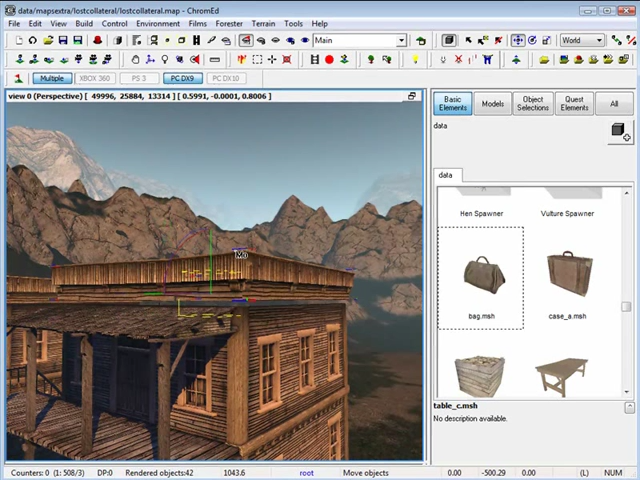 data/mapsextra/lostcollateral/lostcollateral.map - ChromEd
File Edit View Build Control Environment Films Forester Terrain Tools Help
Main
World
Multiple XBOX 360 PS 3 PC DX9 PC DX10
view 0 (Perspective) [ 49996, 25884, 13314 ] [ 0.5991, -0.0001, 0.8006 ]
Basic Elements
Models
Object Selections
Quest Elements
All
data
data
Hen Spawner
Vulture Spawner
bag.msh
case_a.msh
table_c.msh
No description available.
Counters: 0 (1: 508/3) DP:0 Rendered objects:42 1043.6 root Move objects 0.00 -500.29 0.00 (L) NUM